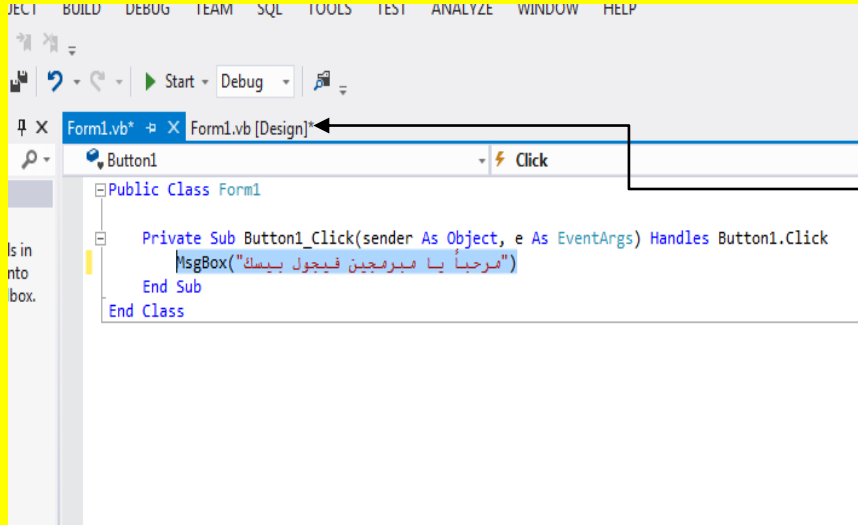 JECT BUILD DEBUG TEAM SQL TOOLS TEST ANALYZE WINDOW HELP
Start Debug
Form1.vb* Form1.vb [Design]*
Button1 Click
Public Class Form1
Private Sub Button1_Click(sender As Object, e As EventArgs) Handles Button1.Click
MsgBox("مرحباً يا مبرمجين فيجول بيسك")
End Sub
End Class
ls in
nto
lbox.